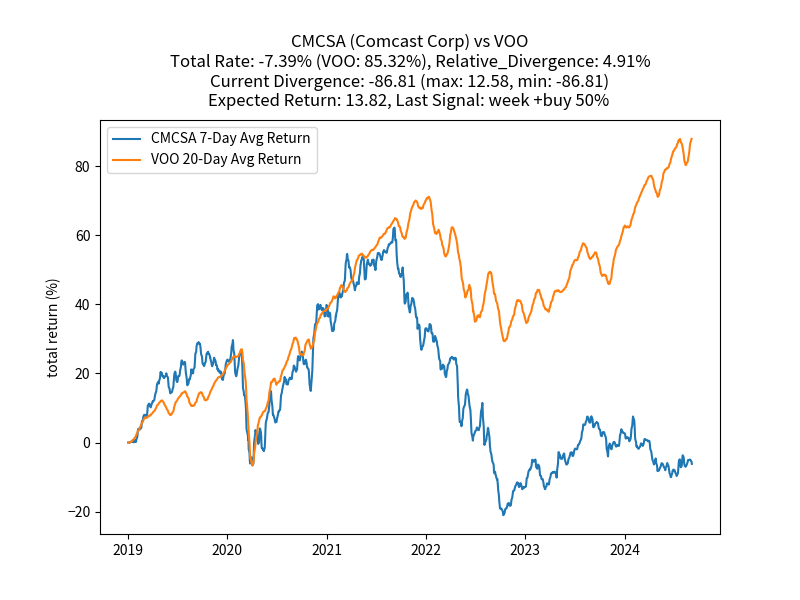 CMCSA (Comcast Corp) vs VOO
Total Rate: -7.39% (VOO: 85.32%), Relative_Divergence: 4.91%
Current Divergence: -86.81 (max: 12.58, min: -86.81)
Expected Return: 13.82, Last Signal: week +buy 50%
CMCSA 7-Day Avg Return
VOO 20-Day Avg Return
total return (%)
80
60
40
20
0
−20
2019 2020 2021 2022 2023 2024